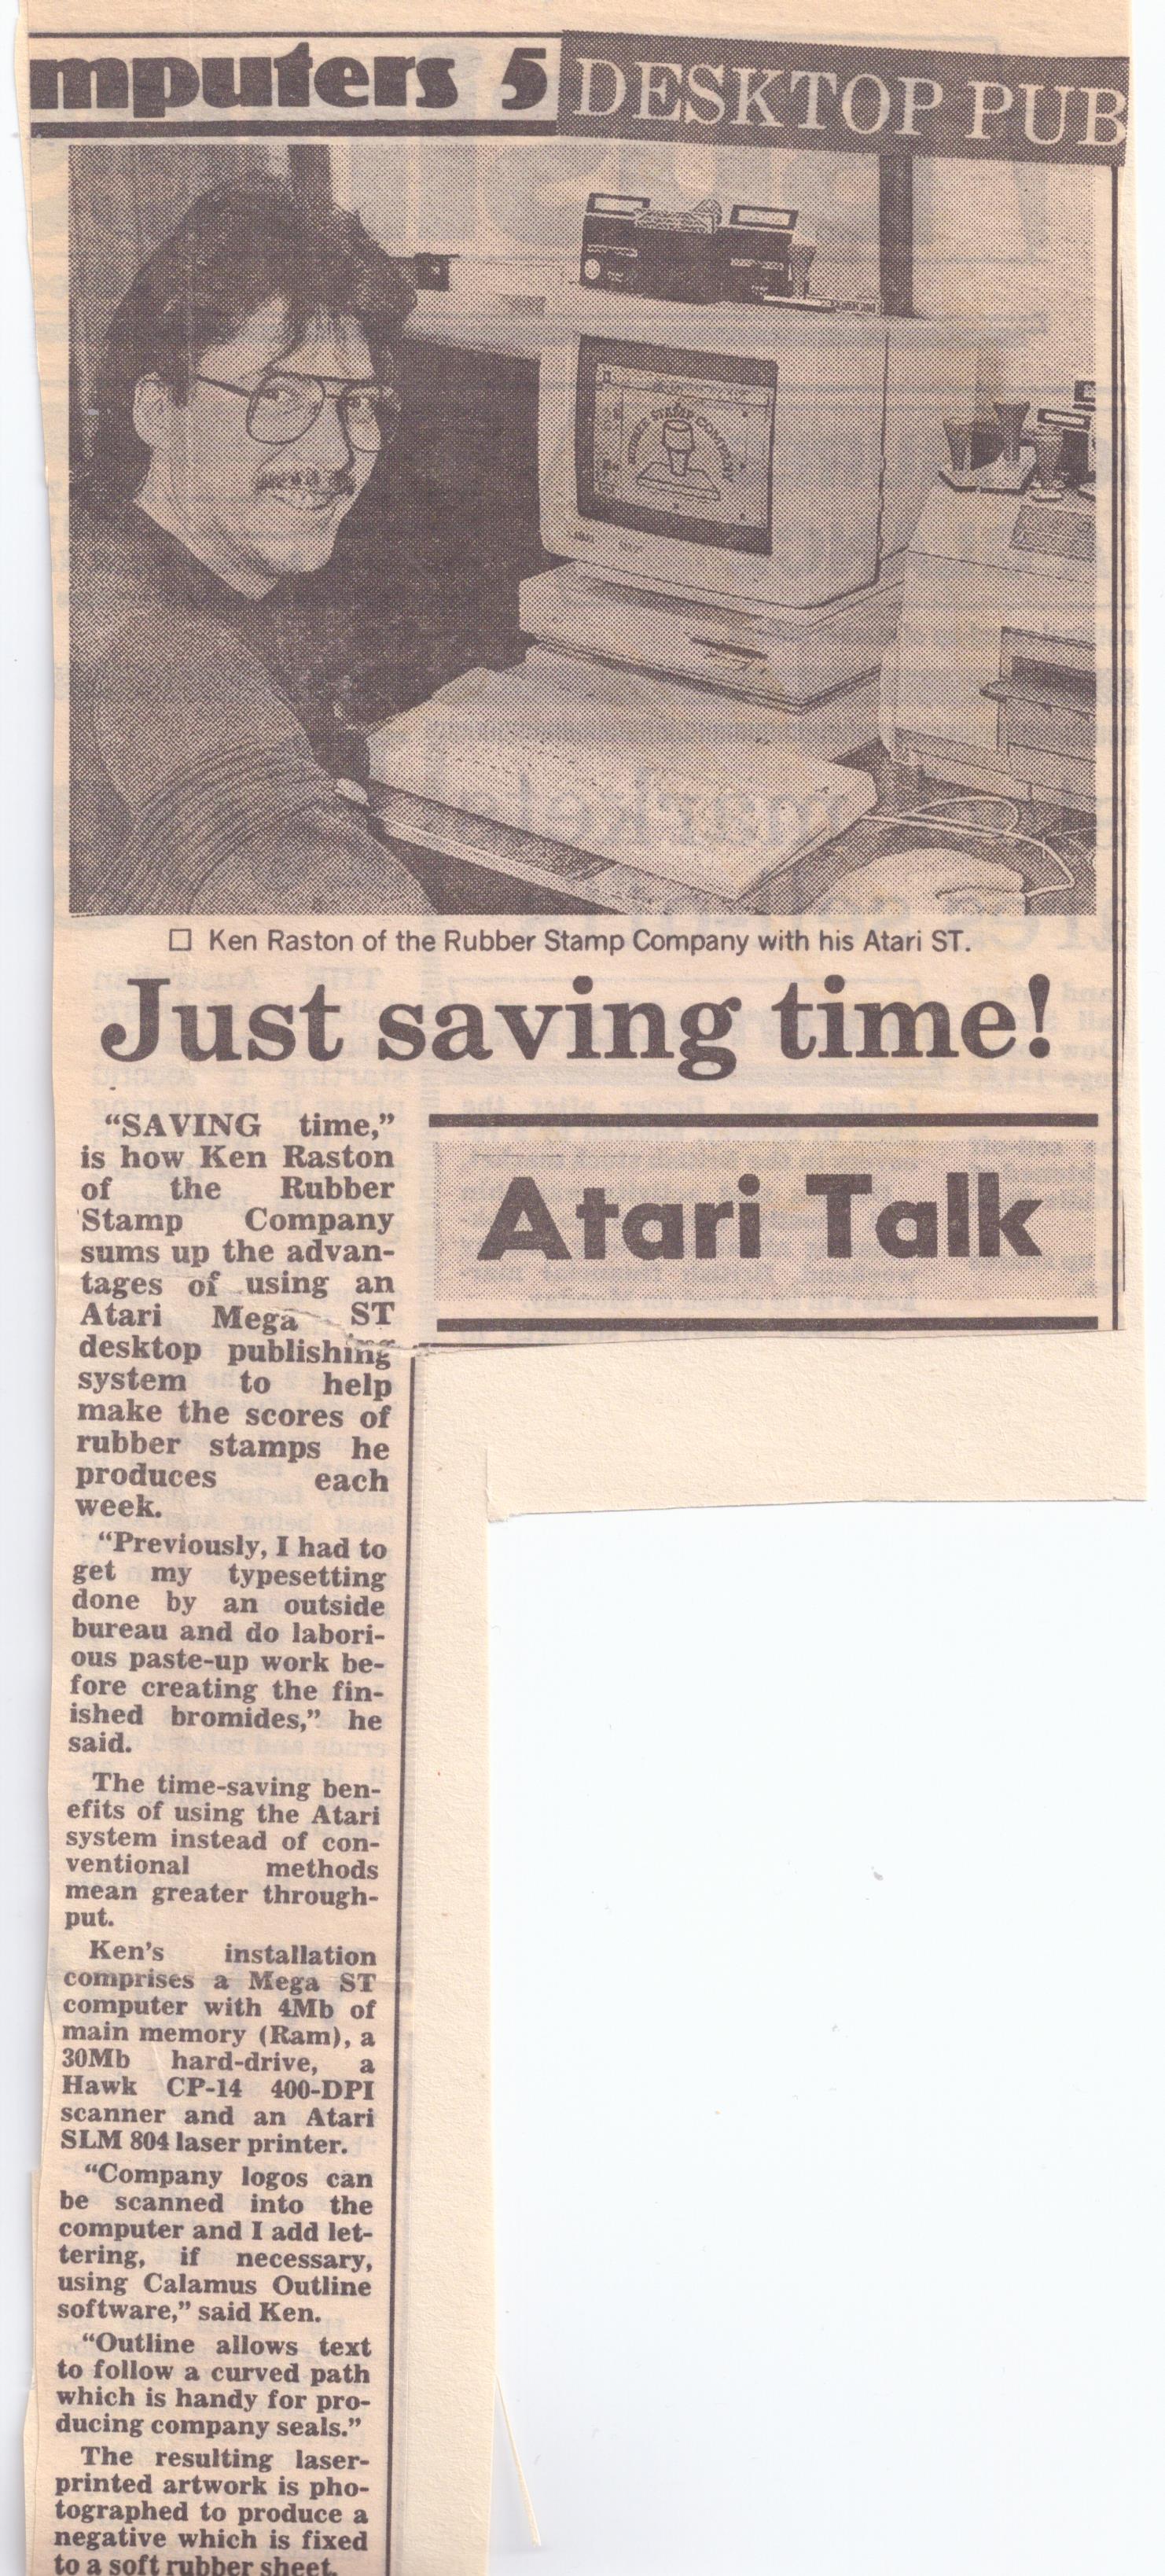 mputers 5
DESKTOP PUB
RUBBER STAMP COMPANY
☐ Ken Raston of the Rubber Stamp Company with his Atari ST.
Just saving time!
Atari Talk
“SAVING time,”
is how Ken Raston
of the Rubber
Stamp Company
sums up the advan-
tages of using an
Atari Mega ST
desktop publishing
system to help
make the scores of
rubber stamps he
produces each
week.
“Previously, I had to
get my typesetting
done by an outside
bureau and do labori-
ous paste-up work be-
fore creating the fin-
ished bromides,” he
said.
The time-saving ben-
efits of using the Atari
system instead of con-
ventional methods
mean greater through-
put.
Ken’s installation
comprises a Mega ST
computer with 4Mb of
main memory (Ram), a
30Mb hard-drive, a
Hawk CP-14 400-DPI
scanner and an Atari
SLM 804 laser printer.
“Company logos can
be scanned into the
computer and I add let-
tering, if necessary,
using Calamus Outline
software,” said Ken.
“Outline allows text
to follow a curved path
which is handy for pro-
ducing company seals.”
The resulting laser-
printed artwork is pho-
tographed to produce a
negative which is fixed
to a soft rubber sheet.